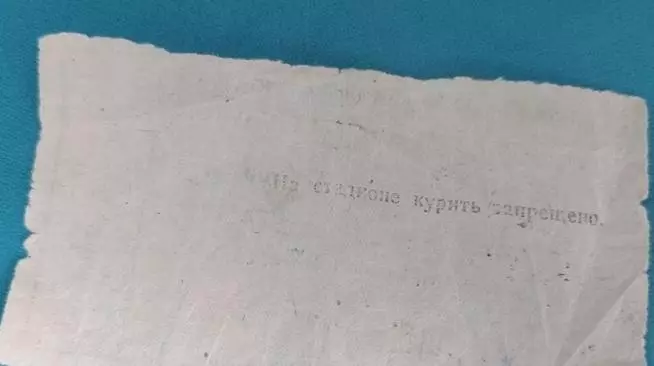 На стадионе курить запрещено.